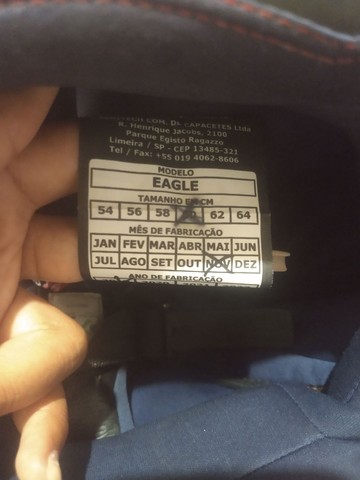 COM. DE CAPACETES Ltda
R. Henrique Jacobs, 2100
Parque Egisto Ragazzo
Limeira / SP - CEP 13485-321
Tel / Fax: +55 019 4062-8606
MODELO
EAGLE
TAMANHO EM CM
54 56 58 62 64
MÊS DE FABRICAÇÃO
JAN FEV MAR ABR MAI JUN
JUL AGO SET OUT NOV DEZ
ANO DE FABRICAÇÃO